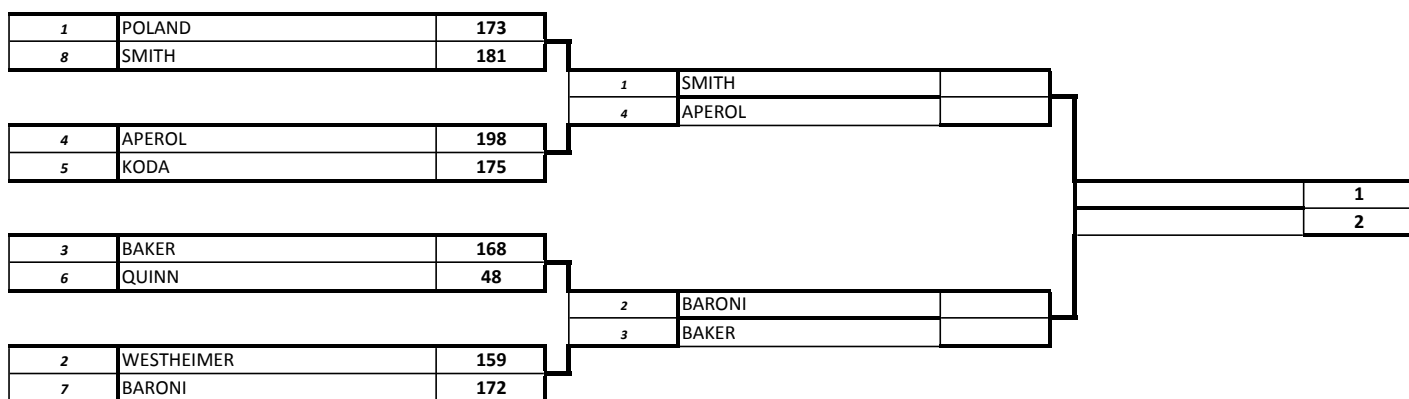 1 POLAND 173
8 SMITH 181
1 SMITH
4 APEROL
4 APEROL 198
5 KODA 175
1
2
3 BAKER 168
6 QUINN 48
2 BARONI
3 BAKER
2 WESTHEIMER 159
7 BARONI 172